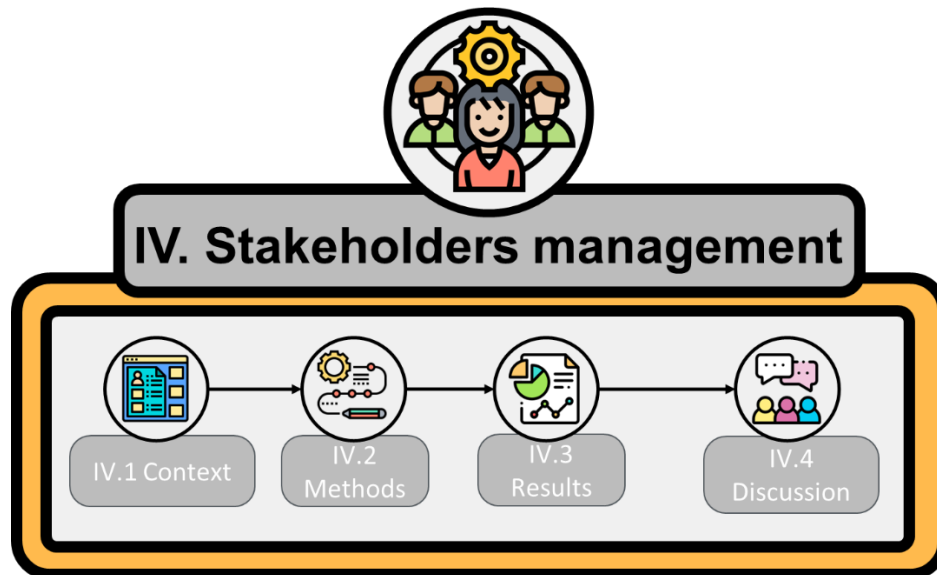 IV. Stakeholders management
IV.1 Context
IV.2
Methods
IV.3
Results
IV.4
Discussion